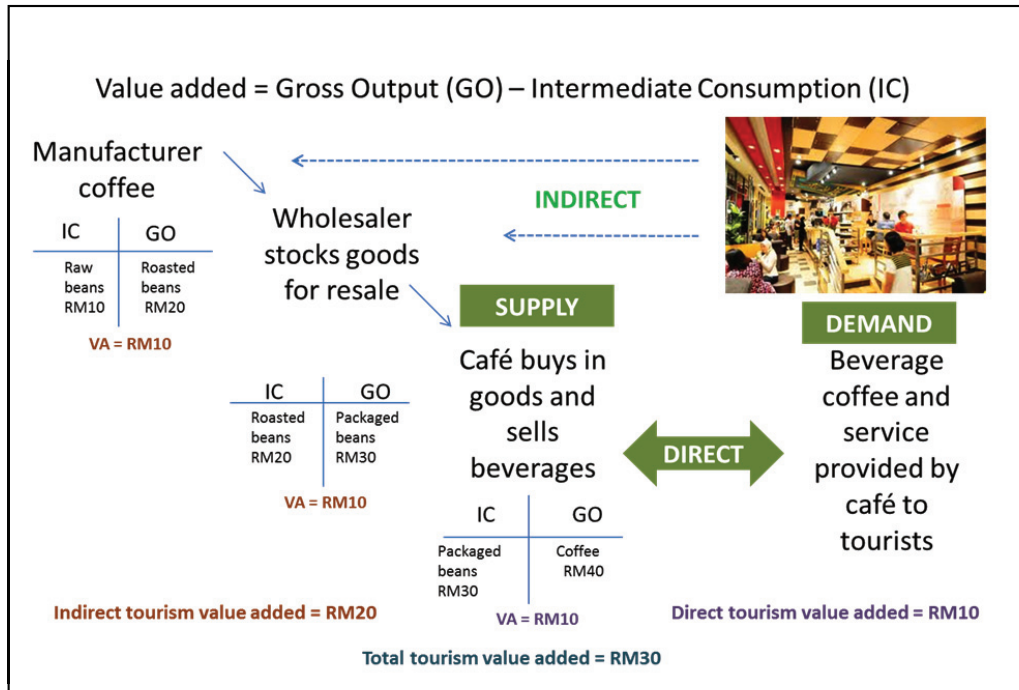 Value added = Gross Output (GO) – Intermediate Consumption (IC)
Manufacturer
coffee
IC GO
Raw
beans
RM10
Roasted
beans
RM20
VA = RM10
INDIRECT
Wholesaler
stocks goods
for resale
IC GO
Roasted
beans
RM20
Packaged
beans
RM30
VA = RM10
SUPPLY
Café buys in
goods and
sells
beverages
IC GO
Packaged
beans
RM30
Coffee
RM40
VA = RM10
DIRECT
DEMAND
Beverage
coffee and
service
provided by
café to
tourists
Indirect tourism value added = RM20
Direct tourism value added = RM10
Total tourism value added = RM30